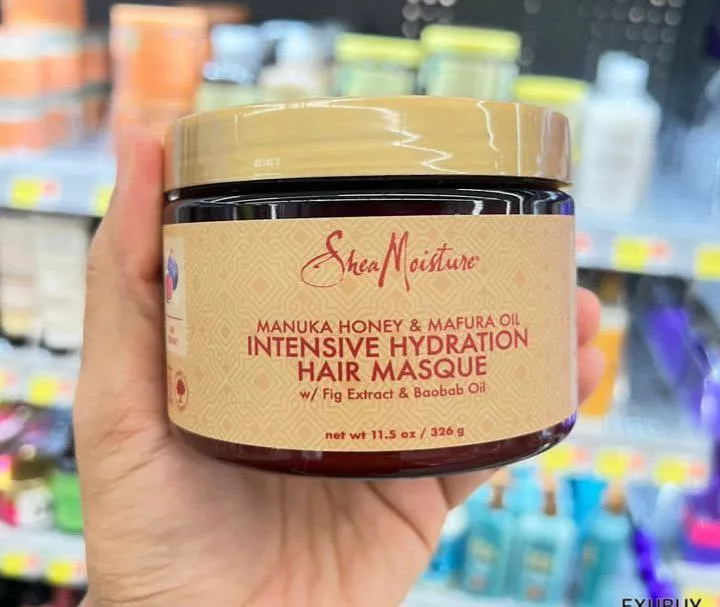 SheaMoisture
MANUKA HONEY & MAFURA OIL
INTENSIVE HYDRATION
HAIR MASQUE
w/ Fig Extract & Baobab Oil
net wt 11.5 oz / 326 g